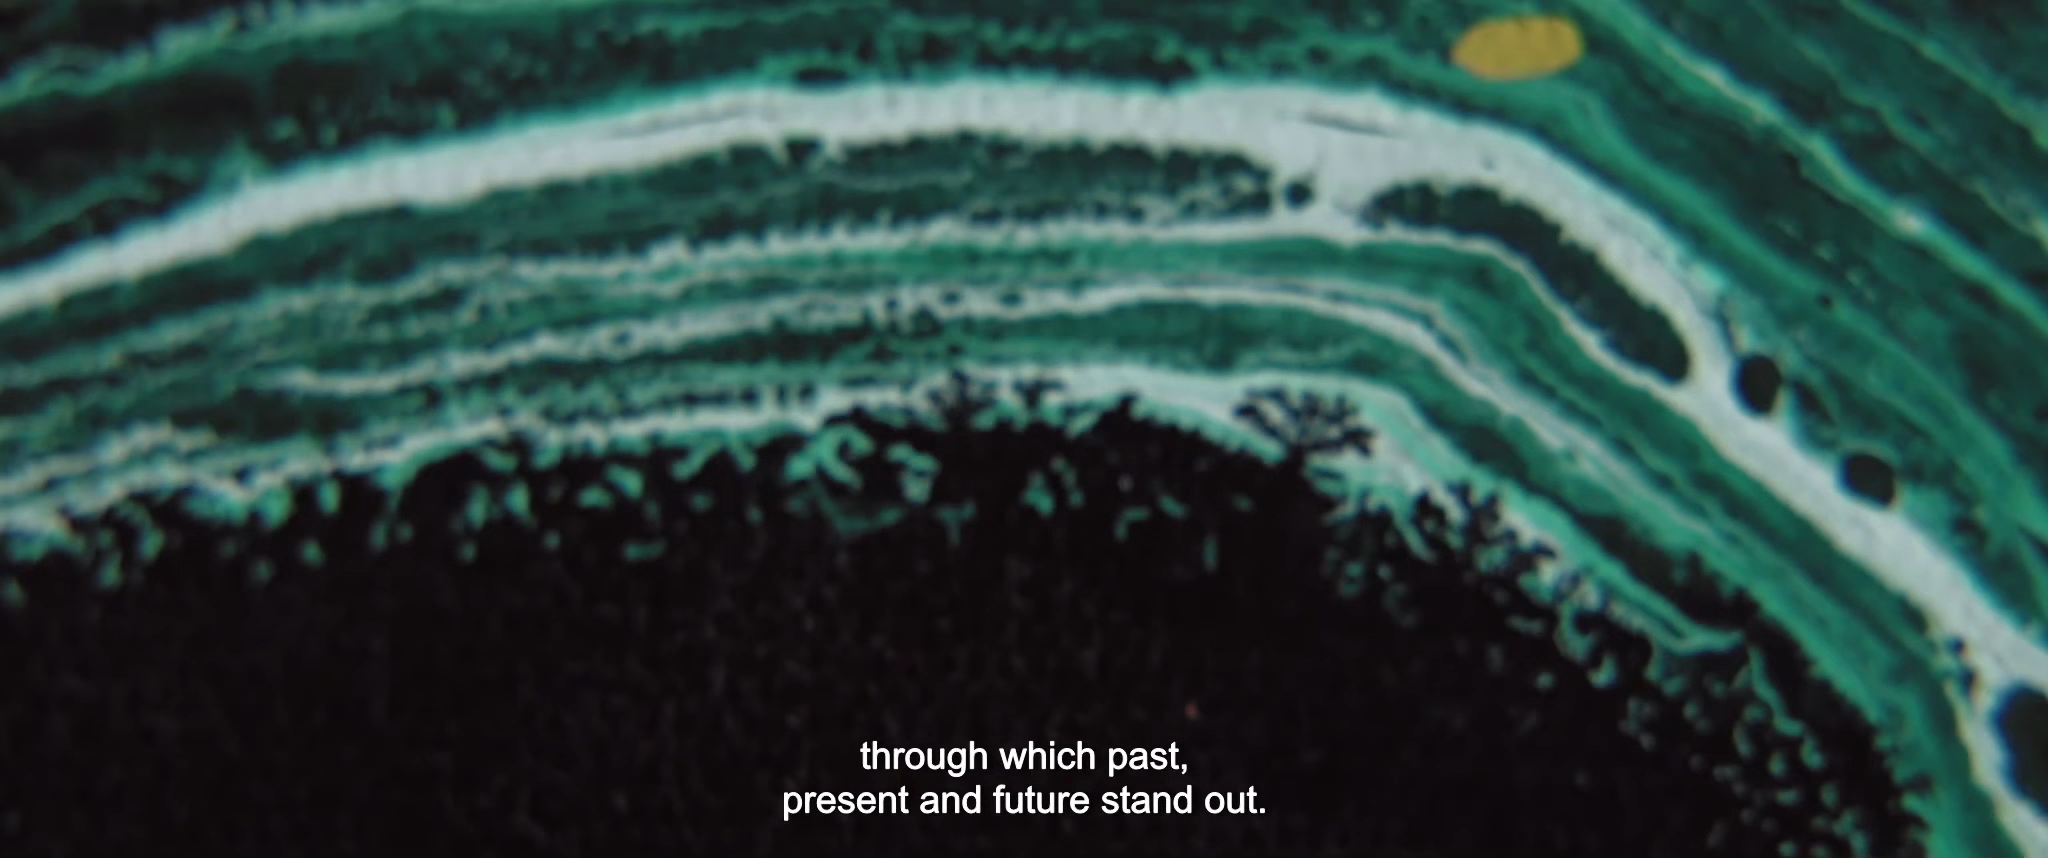 through which past,
present and future stand out.